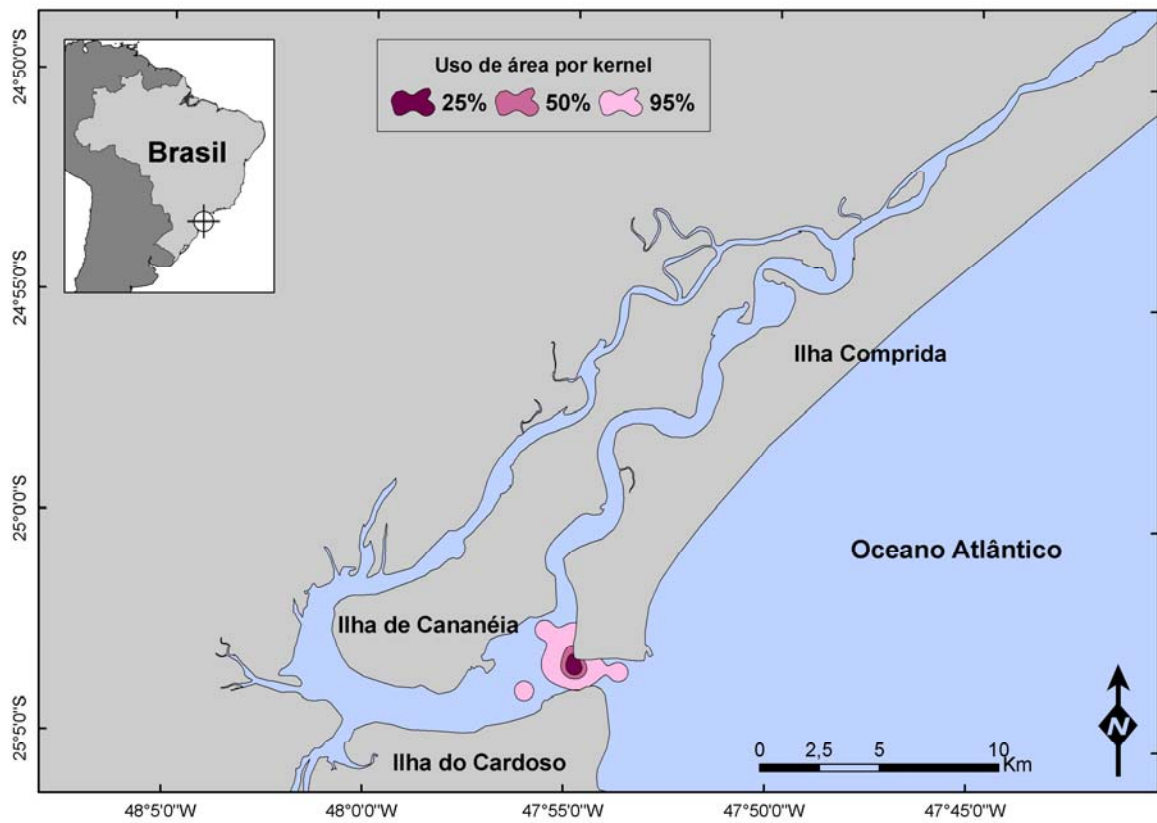 24°50'0"S
24°55'0"S
25°0'0"S
25°5'0"S
Brasil
Uso de área por kernel
25% 50% 95%
Ilha Comprida
Oceano Atlântico
Ilha de Cananéia
Ilha do Cardoso
N
0 2,5 5 10
Km
48°5'0"W 48°0'0"W 47°55'0"W 47°50'0"W 47°45'0"W